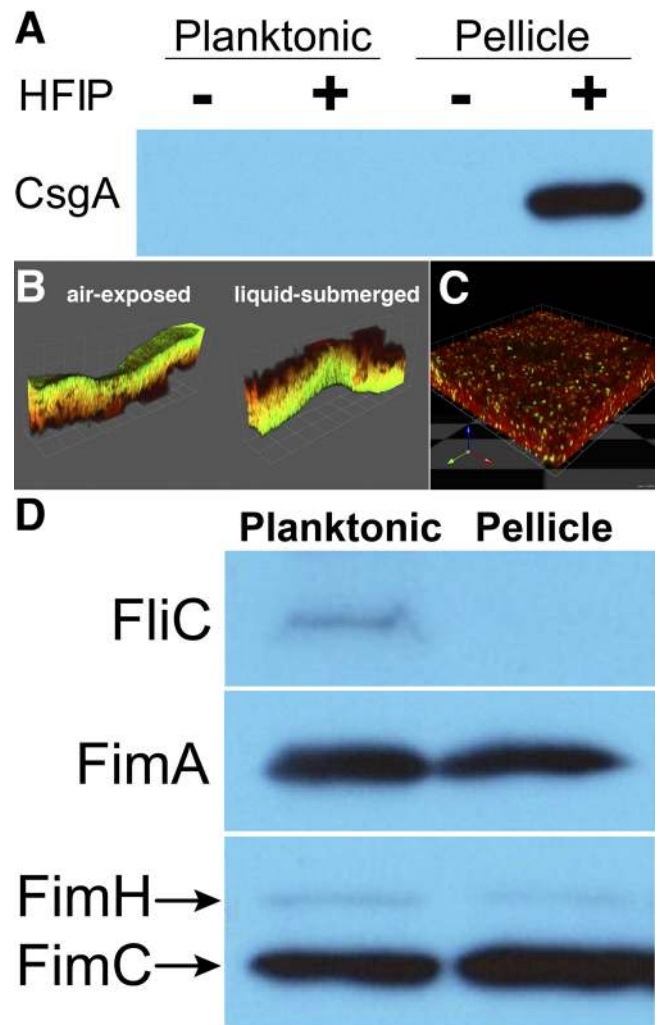 A
Planktonic Pellicle
HFIP - + - +
CsgA
B air-exposed liquid-submerged C
D
Planktonic Pellicle
FliC
FimA
FimH
FimC